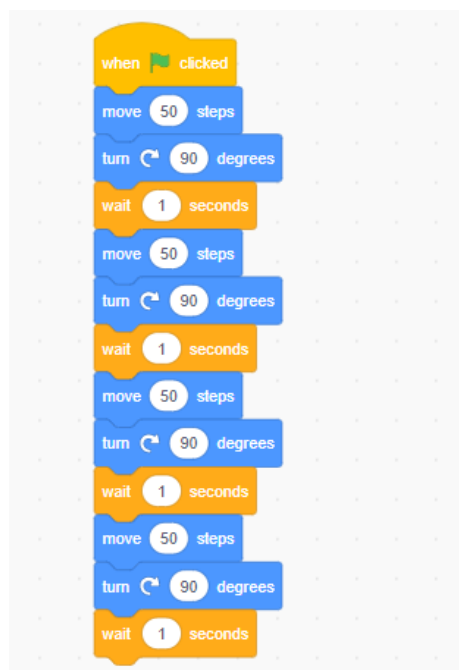 when clicked
move 50 steps
turn 90 degrees
wait 1 seconds
move 50 steps
turn 90 degrees
wait 1 seconds
move 50 steps
turn 90 degrees
wait 1 seconds
move 50 steps
turn 90 degrees
wait 1 seconds